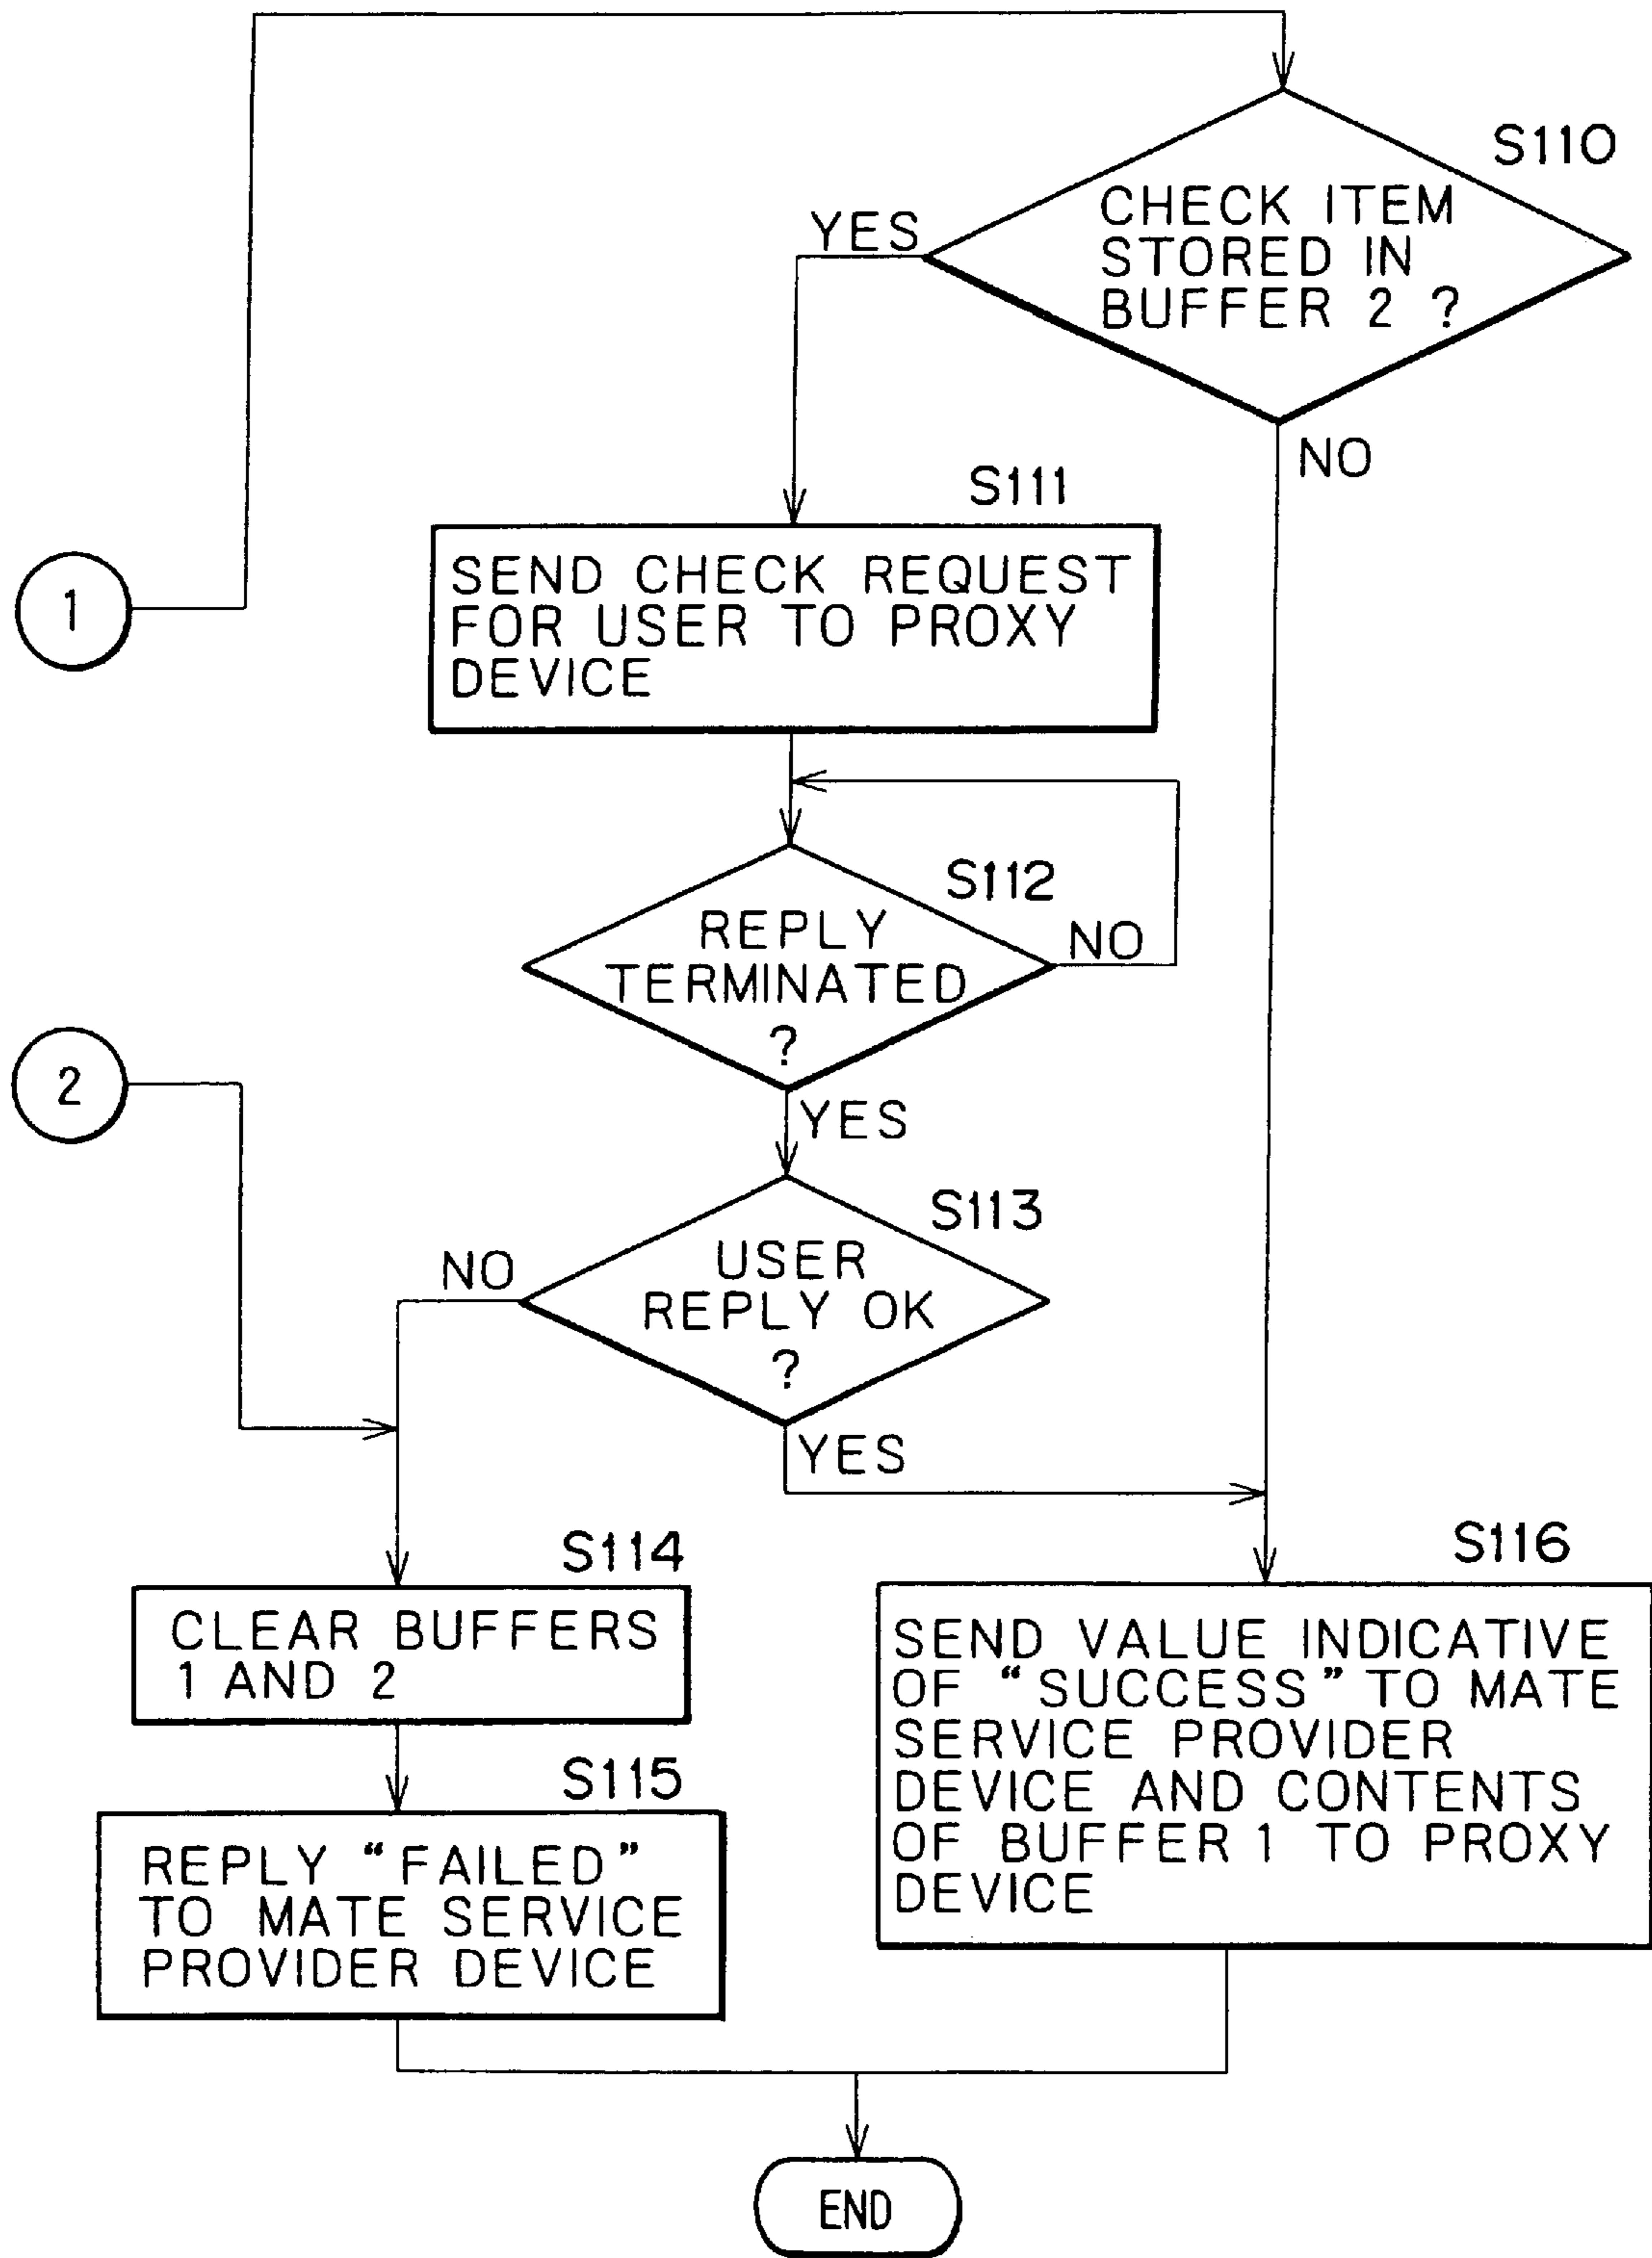 S110
CHECK ITEM
STORED IN
BUFFER 2 ?
YES
NO
S111
1
SEND CHECK REQUEST
FOR USER TO PROXY
DEVICE
S112
REPLY
TERMINATED
?
NO
2
YES
S113
NO
USER
REPLY OK
?
YES
S114
CLEAR BUFFERS
1 AND 2
S115
REPLY “FAILED”
TO MATE SERVICE
PROVIDER DEVICE
S116
SEND VALUE INDICATIVE
OF “SUCCESS” TO MATE
SERVICE PROVIDER
DEVICE AND CONTENTS
OF BUFFER 1 TO PROXY
DEVICE
END